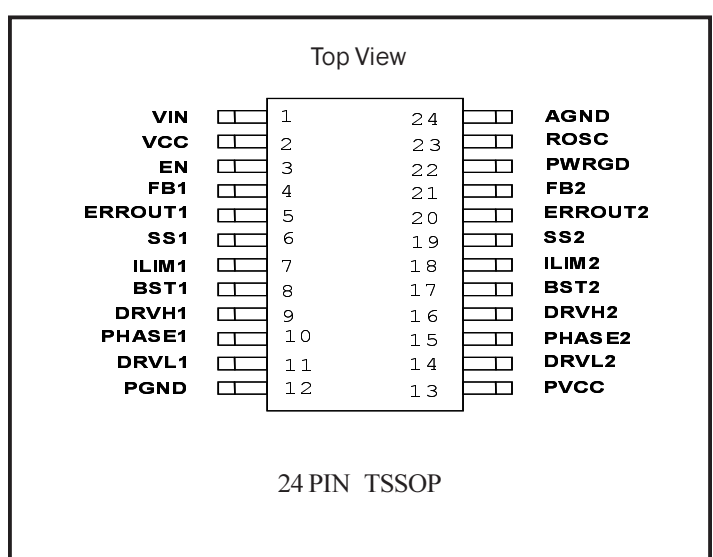 Top View
VIN 1 24 AGND
VCC 2 23 ROSC
EN 3 22 PWRGD
FB1 4 21 FB2
ERROUT1 5 20 ERROUT2
SS1 6 19 SS2
ILIM1 7 18 ILIM2
BST1 8 17 BST2
DRVH1 9 16 DRVH2
PHASE1 10 15 PHASE2
DRVL1 11 14 DRVL2
PGND 12 13 PVCC
24 PIN TSSOP